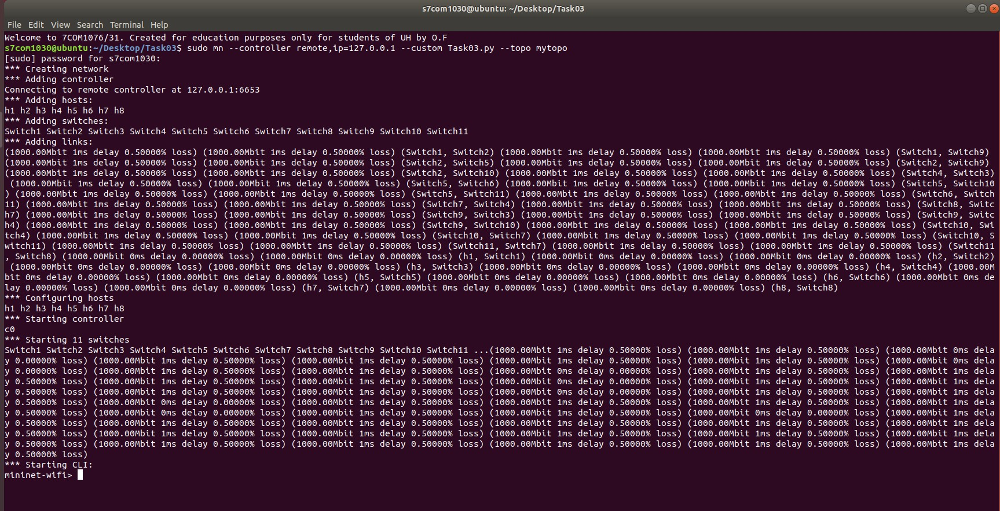 s7com1030@ubuntu: ~/Desktop/Task03
File Edit View Search Terminal Help
Welcome to 7COM1076/31. Created for education purposes only for students of UH by O.F
s7com1030@ubuntu:~/Desktop/Task03$ sudo mn --controller remote,ip=127.0.0.1 --custom Task03.py --topo mytopo
[sudo] password for s7com1030:
*** Creating network
*** Adding controller
Connecting to remote controller at 127.0.0.1:6653
*** Adding hosts:
h1 h2 h3 h4 h5 h6 h7 h8
*** Adding switches:
Switch1 Switch2 Switch3 Switch4 Switch5 Switch6 Switch7 Switch8 Switch9 Switch10 Switch11
*** Adding links:
(1000.00Mbit 1ms delay 0.50000% loss) (1000.00Mbit 1ms delay 0.50000% loss) (Switch1, Switch2) (1000.00Mbit 1ms delay 0.50000% loss) (1000.00Mbit 1ms delay 0.50000% loss) (Switch1, Switch9)
(1000.00Mbit 1ms delay 0.50000% loss) (1000.00Mbit 1ms delay 0.50000% loss) (Switch2, Switch5) (1000.00Mbit 1ms delay 0.50000% loss) (1000.00Mbit 1ms delay 0.50000% loss) (Switch2, Switch9)
(1000.00Mbit 1ms delay 0.50000% loss) (1000.00Mbit 1ms delay 0.50000% loss) (Switch2, Switch10) (1000.00Mbit 1ms delay 0.50000% loss) (1000.00Mbit 1ms delay 0.50000% loss) (Switch4, Switch3)
(1000.00Mbit 1ms delay 0.50000% loss) (1000.00Mbit 1ms delay 0.50000% loss) (Switch5, Switch6) (1000.00Mbit 1ms delay 0.50000% loss) (1000.00Mbit 1ms delay 0.50000% loss) (Switch5, Switch10
) (1000.00Mbit 1ms delay 0.50000% loss) (1000.00Mbit 1ms delay 0.50000% loss) (Switch5, Switch11) (1000.00Mbit 1ms delay 0.50000% loss) (1000.00Mbit 1ms delay 0.50000% loss) (Switch6, Switch
11) (1000.00Mbit 1ms delay 0.50000% loss) (1000.00Mbit 1ms delay 0.50000% loss) (Switch7, Switch4) (1000.00Mbit 1ms delay 0.50000% loss) (1000.00Mbit 1ms delay 0.50000% loss) (Switch8, Switc
h7) (1000.00Mbit 1ms delay 0.50000% loss) (1000.00Mbit 1ms delay 0.50000% loss) (Switch9, Switch3) (1000.00Mbit 1ms delay 0.50000% loss) (1000.00Mbit 1ms delay 0.50000% loss) (Switch9, Switc
h4) (1000.00Mbit 1ms delay 0.50000% loss) (1000.00Mbit 1ms delay 0.50000% loss) (Switch9, Switch10) (1000.00Mbit 1ms delay 0.50000% loss) (1000.00Mbit 1ms delay 0.50000% loss) (Switch10, Swi
tch4) (1000.00Mbit 1ms delay 0.50000% loss) (1000.00Mbit 1ms delay 0.50000% loss) (Switch10, Switch7) (1000.00Mbit 1ms delay 0.50000% loss) (1000.00Mbit 1ms delay 0.50000% loss) (Switch10, S
witch11) (1000.00Mbit 1ms delay 0.50000% loss) (1000.00Mbit 1ms delay 0.50000% loss) (Switch11, Switch7) (1000.00Mbit 1ms delay 0.50000% loss) (1000.00Mbit 1ms delay 0.50000% loss) (Switch11
, Switch8) (1000.00Mbit 0ms delay 0.00000% loss) (1000.00Mbit 0ms delay 0.00000% loss) (h1, Switch1) (1000.00Mbit 0ms delay 0.00000% loss) (1000.00Mbit 0ms delay 0.00000% loss) (h2, Switch2)
(1000.00Mbit 0ms delay 0.00000% loss) (1000.00Mbit 0ms delay 0.00000% loss) (h3, Switch3) (1000.00Mbit 0ms delay 0.00000% loss) (1000.00Mbit 0ms delay 0.00000% loss) (h4, Switch4) (1000.00M
bit 0ms delay 0.00000% loss) (1000.00Mbit 0ms delay 0.00000% loss) (h5, Switch5) (1000.00Mbit 0ms delay 0.00000% loss) (1000.00Mbit 0ms delay 0.00000% loss) (h6, Switch6) (1000.00Mbit 0ms de
lay 0.00000% loss) (1000.00Mbit 0ms delay 0.00000% loss) (h7, Switch7) (1000.00Mbit 0ms delay 0.00000% loss) (1000.00Mbit 0ms delay 0.00000% loss) (h8, Switch8)
*** Configuring hosts
h1 h2 h3 h4 h5 h6 h7 h8
*** Starting controller
c0
*** Starting 11 switches
Switch1 Switch2 Switch3 Switch4 Switch5 Switch6 Switch7 Switch8 Switch9 Switch10 Switch11 ...(1000.00Mbit 1ms delay 0.50000% loss) (1000.00Mbit 1ms delay 0.50000% loss) (1000.00Mbit 0ms dela
y 0.00000% loss) (1000.00Mbit 1ms delay 0.50000% loss) (1000.00Mbit 1ms delay 0.50000% loss) (1000.00Mbit 1ms delay 0.50000% loss) (1000.00Mbit 1ms delay 0.50000% loss) (1000.00Mbit 0ms dela
y 0.00000% loss) (1000.00Mbit 1ms delay 0.50000% loss) (1000.00Mbit 1ms delay 0.50000% loss) (1000.00Mbit 0ms delay 0.00000% loss) (1000.00Mbit 1ms delay 0.50000% loss) (1000.00Mbit 1ms dela
y 0.50000% loss) (1000.00Mbit 1ms delay 0.50000% loss) (1000.00Mbit 1ms delay 0.50000% loss) (1000.00Mbit 0ms delay 0.00000% loss) (1000.00Mbit 1ms delay 0.50000% loss) (1000.00Mbit 1ms dela
y 0.50000% loss) (1000.00Mbit 1ms delay 0.50000% loss) (1000.00Mbit 1ms delay 0.50000% loss) (1000.00Mbit 0ms delay 0.00000% loss) (1000.00Mbit 1ms delay 0.50000% loss) (1000.00Mbit 1ms dela
y 0.50000% loss) (1000.00Mbit 0ms delay 0.00000% loss) (1000.00Mbit 1ms delay 0.50000% loss) (1000.00Mbit 1ms delay 0.50000% loss) (1000.00Mbit 1ms delay 0.50000% loss) (1000.00Mbit 1ms dela
y 0.50000% loss) (1000.00Mbit 0ms delay 0.00000% loss) (1000.00Mbit 1ms delay 0.50000% loss) (1000.00Mbit 1ms delay 0.50000% loss) (1000.00Mbit 0ms delay 0.00000% loss) (1000.00Mbit 1ms dela
y 0.50000% loss) (1000.00Mbit 1ms delay 0.50000% loss) (1000.00Mbit 1ms delay 0.50000% loss) (1000.00Mbit 1ms delay 0.50000% loss) (1000.00Mbit 1ms delay 0.50000% loss) (1000.00Mbit 1ms dela
y 0.50000% loss) (1000.00Mbit 1ms delay 0.50000% loss) (1000.00Mbit 1ms delay 0.50000% loss) (1000.00Mbit 1ms delay 0.50000% loss) (1000.00Mbit 1ms delay 0.50000% loss) (1000.00Mbit 1ms dela
y 0.50000% loss) (1000.00Mbit 1ms delay 0.50000% loss) (1000.00Mbit 1ms delay 0.50000% loss) (1000.00Mbit 1ms delay 0.50000% loss) (1000.00Mbit 1ms delay 0.50000% loss) (1000.00Mbit 1ms dela
y 0.50000% loss)
*** Starting CLI:
mininet-wifi>